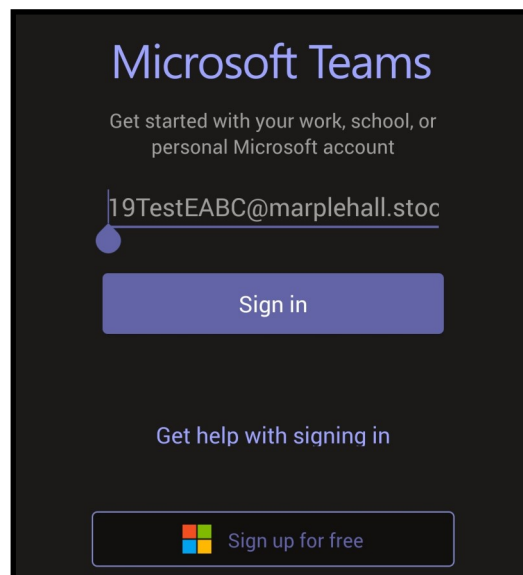 Microsoft Teams
Get started with your work, school, or
personal Microsoft account
19TestEABC@marplehall.stoc
Sign in
Get help with signing in
Sign up for free